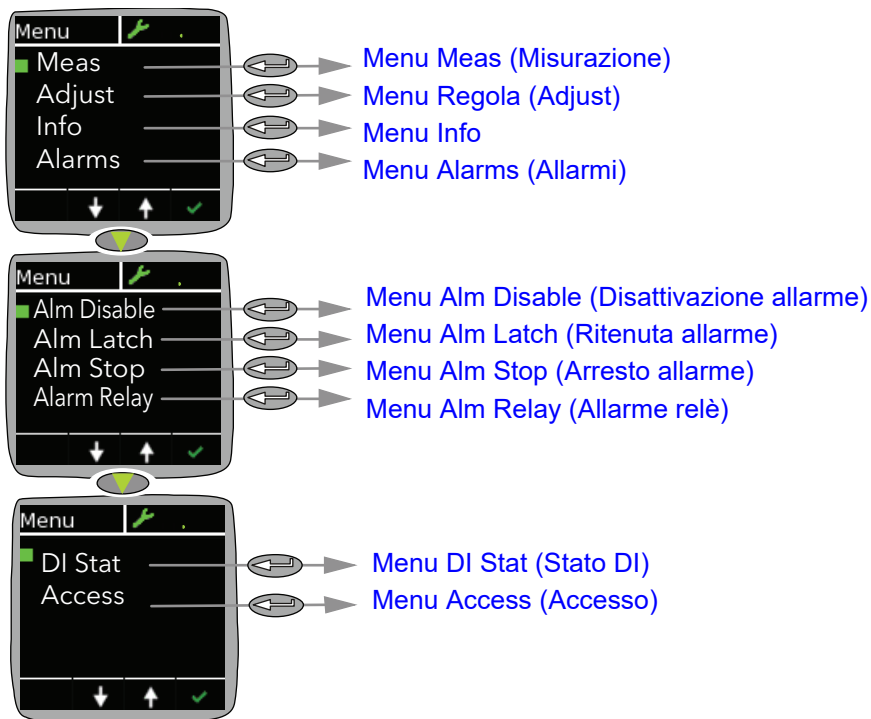 Menu
Meas
Adjust
Info
Alarms
Menu Meas (Misurazione)
Menu Regola (Adjust)
Menu Info
Menu Alarms (Allarmi)
Menu
Alm Disable
Alm Latch
Alm Stop
Alarm Relay
Menu Alm Disable (Disattivazione allarme)
Menu Alm Latch (Ritenuta allarme)
Menu Alm Stop (Arresto allarme)
Menu Alm Relay (Allarme relè)
Menu
DI Stat
Access
Menu DI Stat (Stato DI)
Menu Access (Accesso)